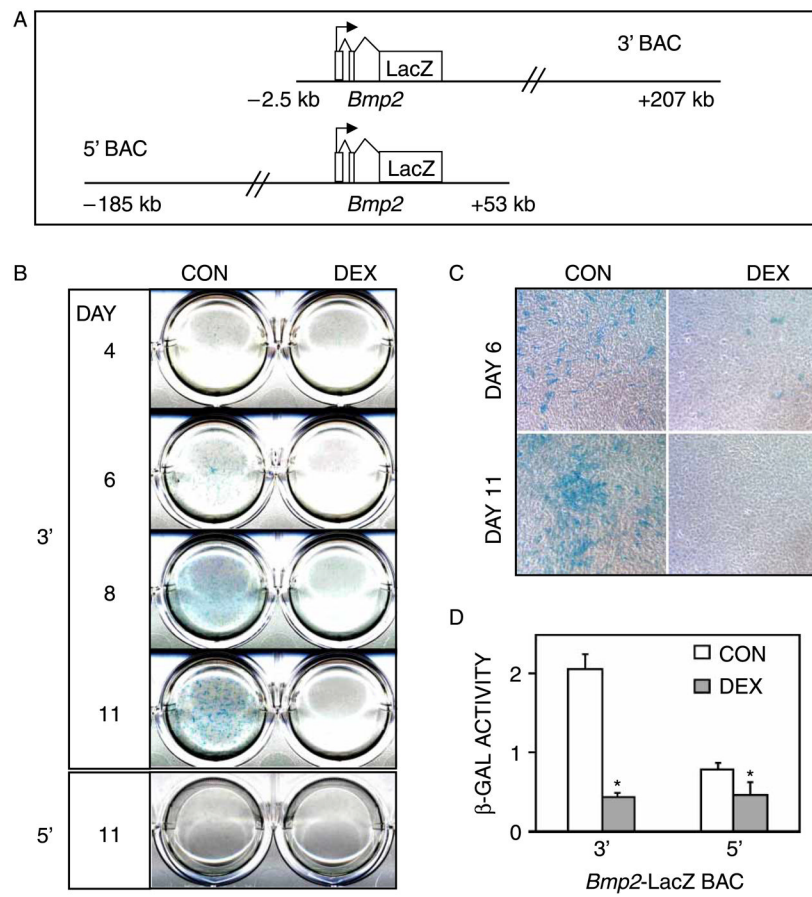 A
3’ BAC
LacZ
−2.5 kb Bmp2 +207 kb
5’ BAC
LacZ
−185 kb Bmp2 +53 kb
B
CON DEX
DAY
4
6
3’
8
11
5’ 11
C
CON DEX
DAY 6
DAY 11
D
β-GAL ACTIVITY
2
1
0
CON
DEX
* *
3’ 5’
Bmp2-LacZ BAC